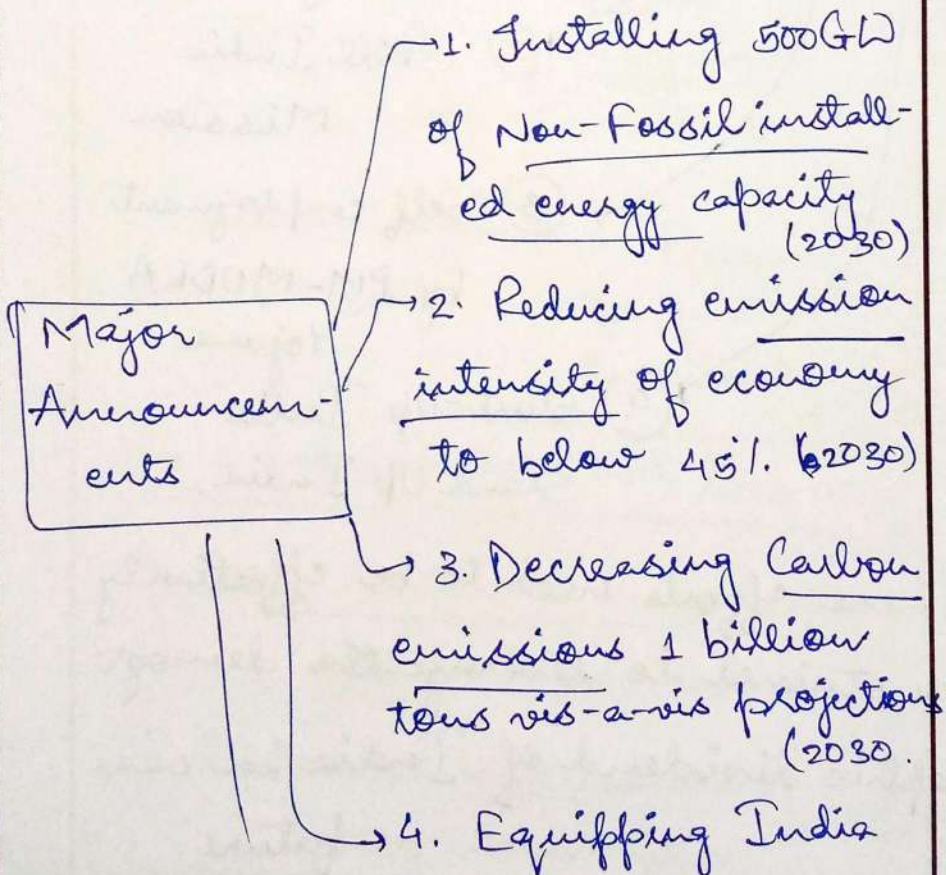 1. Installing 500GW
of Non-Fossil install-
ed energy capacity
(2030)
2. Reducing emission
intensity of economy
to below 45%. (2030)
Major
Announcem-
ents
3. Decreasing Carbon
emissions 1 billion
tons vis-a-vis projections
(2030.
4. Equipping India